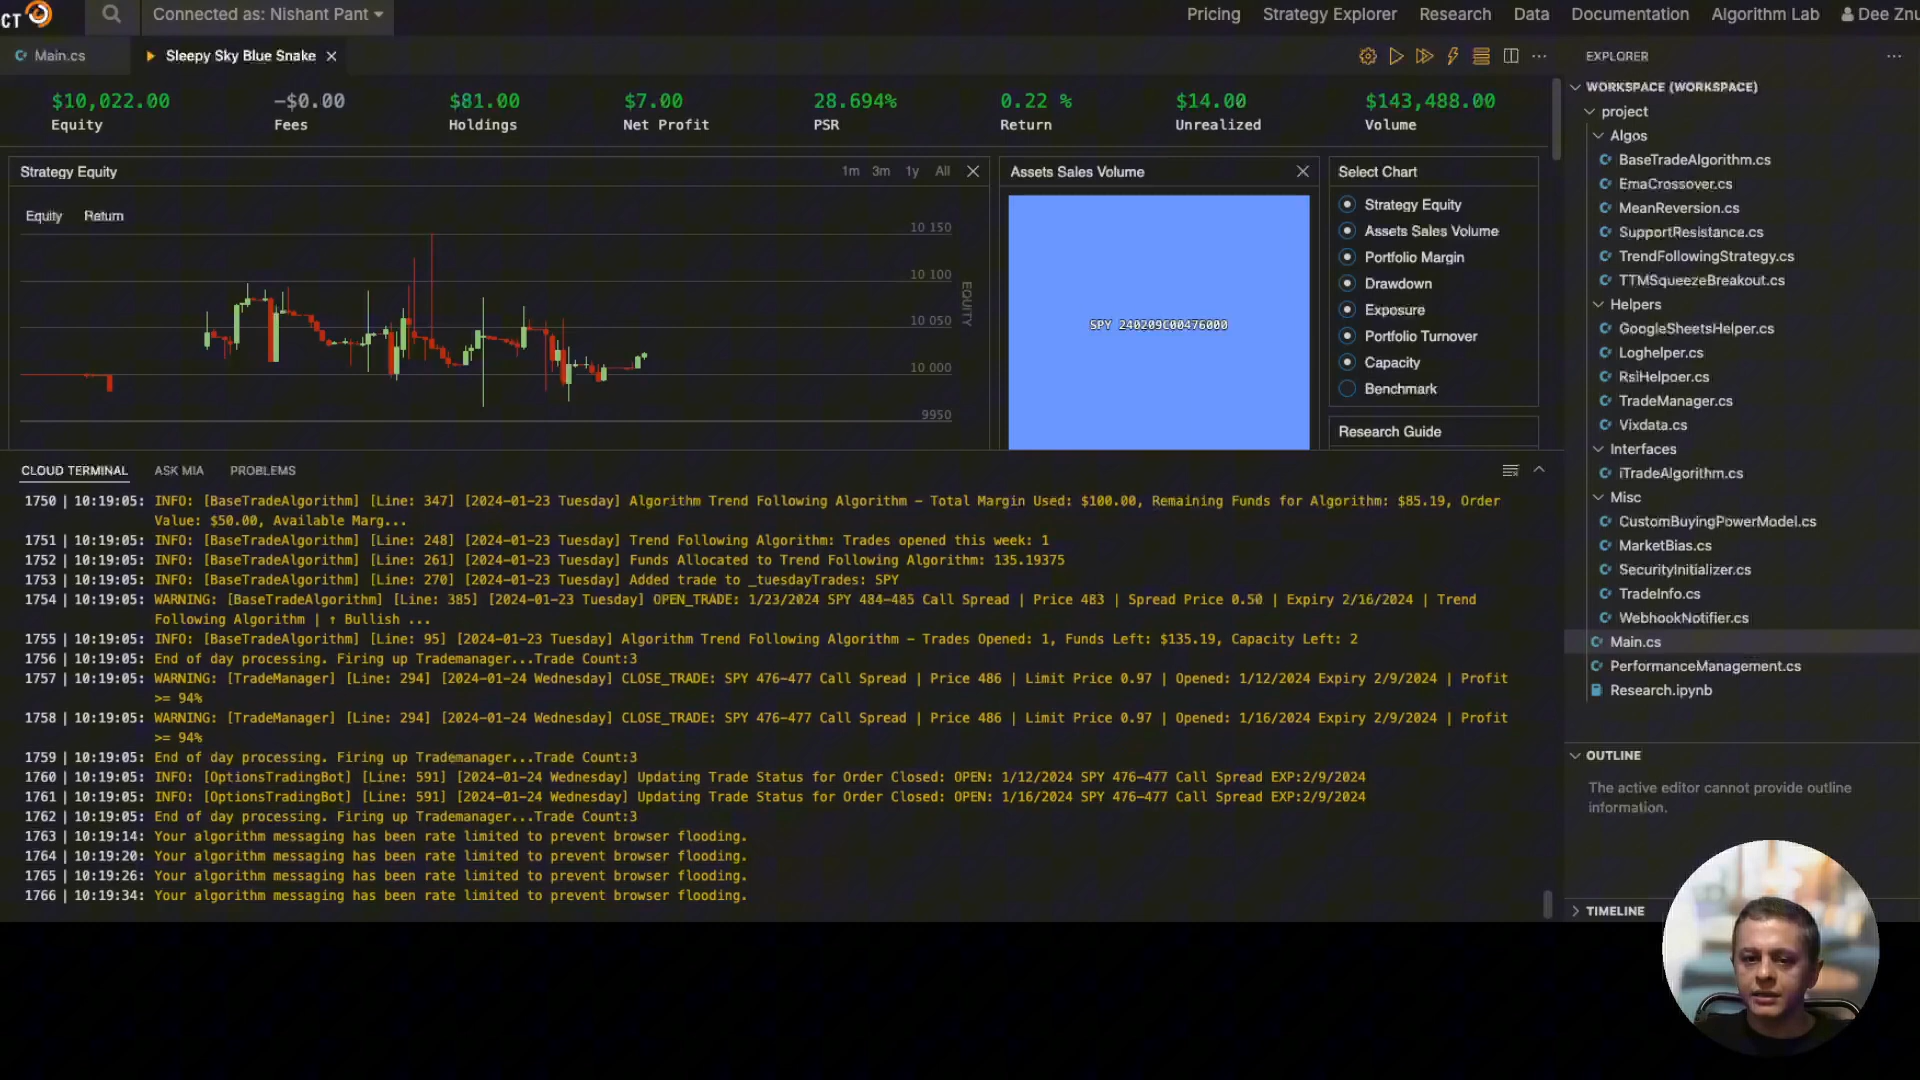 CT
Connected as: Nishant Pant
Pricing
Strategy Explorer
Research
Data
Documentation
Algorithm Lab
Dee Znu
Main.cs
Sleepy Sky Blue Snake
EXPLORER
$10,022.00
Equity
-$0.00
Fees
$81.00
Holdings
$7.00
Net Profit
28.694%
PSR
0.22 %
Return
$14.00
Unrealized
$143,488.00
Volume
Strategy Equity
1m 3m 1y All
Equity Return
10 150
10 100
10 050
10 000
9950
EQUITY
Assets Sales Volume
SPY 240209C00476000
Select Chart
Strategy Equity
Assets Sales Volume
Portfolio Margin
Drawdown
Exposure
Portfolio Turnover
Capacity
Benchmark
Research Guide
CLOUD TERMINAL
ASK MIA
PROBLEMS
1750 | 10:19:05: INFO: [BaseTradeAlgorithm] [Line: 347] [2024-01-23 Tuesday] Algorithm Trend Following Algorithm - Total Margin Used: $100.00, Remaining Funds for Algorithm: $85.19, Order
Value: $50.00, Available Marg...
1751 | 10:19:05: INFO: [BaseTradeAlgorithm] [Line: 248] [2024-01-23 Tuesday] Trend Following Algorithm: Trades opened this week: 1
1752 | 10:19:05: INFO: [BaseTradeAlgorithm] [Line: 261] [2024-01-23 Tuesday] Funds Allocated to Trend Following Algorithm: 135.19375
1753 | 10:19:05: INFO: [BaseTradeAlgorithm] [Line: 270] [2024-01-23 Tuesday] Added trade to _tuesdayTrades: SPY
1754 | 10:19:05: WARNING: [BaseTradeAlgorithm] [Line: 385] [2024-01-23 Tuesday] OPEN_TRADE: 1/23/2024 SPY 484-485 Call Spread | Price 483 | Spread Price 0.50 | Expiry 2/16/2024 | Trend
Following Algorithm | ↑ Bullish ...
1755 | 10:19:05: INFO: [BaseTradeAlgorithm] [Line: 95] [2024-01-23 Tuesday] Algorithm Trend Following Algorithm - Trades Opened: 1, Funds Left: $135.19, Capacity Left: 2
1756 | 10:19:05: End of day processing. Firing up Trademanager...Trade Count:3
1757 | 10:19:05: WARNING: [TradeManager] [Line: 294] [2024-01-24 Wednesday] CLOSE_TRADE: SPY 476-477 Call Spread | Price 486 | Limit Price 0.97 | Opened: 1/12/2024 Expiry 2/9/2024 | Profit
>= 94%
1758 | 10:19:05: WARNING: [TradeManager] [Line: 294] [2024-01-24 Wednesday] CLOSE_TRADE: SPY 476-477 Call Spread | Price 486 | Limit Price 0.97 | Opened: 1/16/2024 Expiry 2/9/2024 | Profit
>= 94%
1759 | 10:19:05: End of day processing. Firing up Trademanager...Trade Count:3
1760 | 10:19:05: INFO: [OptionsTradingBot] [Line: 591] [2024-01-24 Wednesday] Updating Trade Status for Order Closed: OPEN: 1/12/2024 SPY 476-477 Call Spread EXP:2/9/2024
1761 | 10:19:05: INFO: [OptionsTradingBot] [Line: 591] [2024-01-24 Wednesday] Updating Trade Status for Order Closed: OPEN: 1/16/2024 SPY 476-477 Call Spread EXP:2/9/2024
1762 | 10:19:05: End of day processing. Firing up Trademanager...Trade Count:3
1763 | 10:19:14: Your algorithm messaging has been rate limited to prevent browser flooding.
1764 | 10:19:20: Your algorithm messaging has been rate limited to prevent browser flooding.
1765 | 10:19:26: Your algorithm messaging has been rate limited to prevent browser flooding.
1766 | 10:19:34: Your algorithm messaging has been rate limited to prevent browser flooding.
WORKSPACE (WORKSPACE)
project
Algos
BaseTradeAlgorithm.cs
EmaCrossover.cs
MeanReversion.cs
SupportResistance.cs
TrendFollowingStrategy.cs
TTMSqueezeBreakout.cs
Helpers
GoogleSheetsHelper.cs
Loghelper.cs
RsiHelpoer.cs
TradeManager.cs
Vixdata.cs
Interfaces
iTradeAlgorithm.cs
Misc
CustomBuyingPowerModel.cs
MarketBias.cs
SecurityInitializer.cs
TradeInfo.cs
WebhookNotifier.cs
Main.cs
PerformanceManagement.cs
Research.ipynb
OUTLINE
The active editor cannot provide outline
information.
TIMELINE